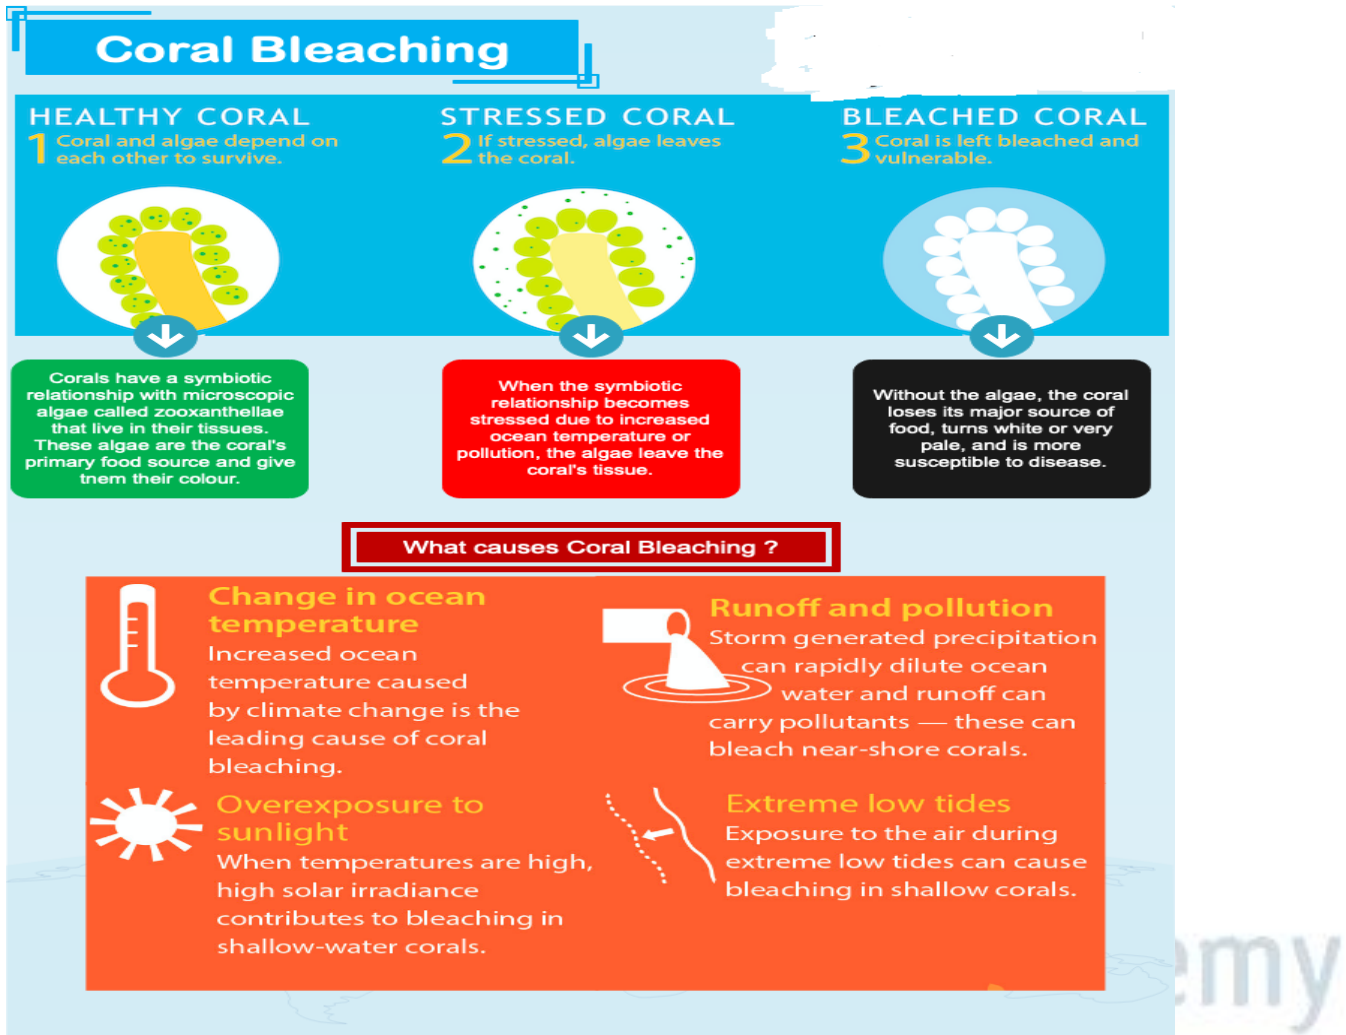 Coral Bleaching
HEALTHY CORAL
1 Coral and algae depend on
each other to survive.
STRESSED CORAL
2 If stressed, algae leaves
the coral.
BLEACHED CORAL
3 Coral is left bleached and
vulnerable.
Corals have a symbiotic
relationship with microscopic
algae called zooxanthellae
that live in their tissues.
These algae are the coral's
primary food source and give
tnem their colour.
When the symbiotic
relationship becomes
stressed due to increased
ocean temperature or
pollution, the algae leave the
coral's tissue.
Without the algae, the coral
loses its major source of
food, turns white or very
pale, and is more
susceptible to disease.
What causes Coral Bleaching ?
Change in ocean
temperature
Increased ocean
temperature caused
by climate change is the
leading cause of coral
bleaching.
Runoff and pollution
Storm generated precipitation
can rapidly dilute ocean
water and runoff can
carry pollutants — these can
bleach near-shore corals.
Overexposure to
sunlight
When temperatures are high,
high solar irradiance
contributes to bleaching in
shallow-water corals.
Extreme low tides
Exposure to the air during
extreme low tides can cause
bleaching in shallow corals.
emy